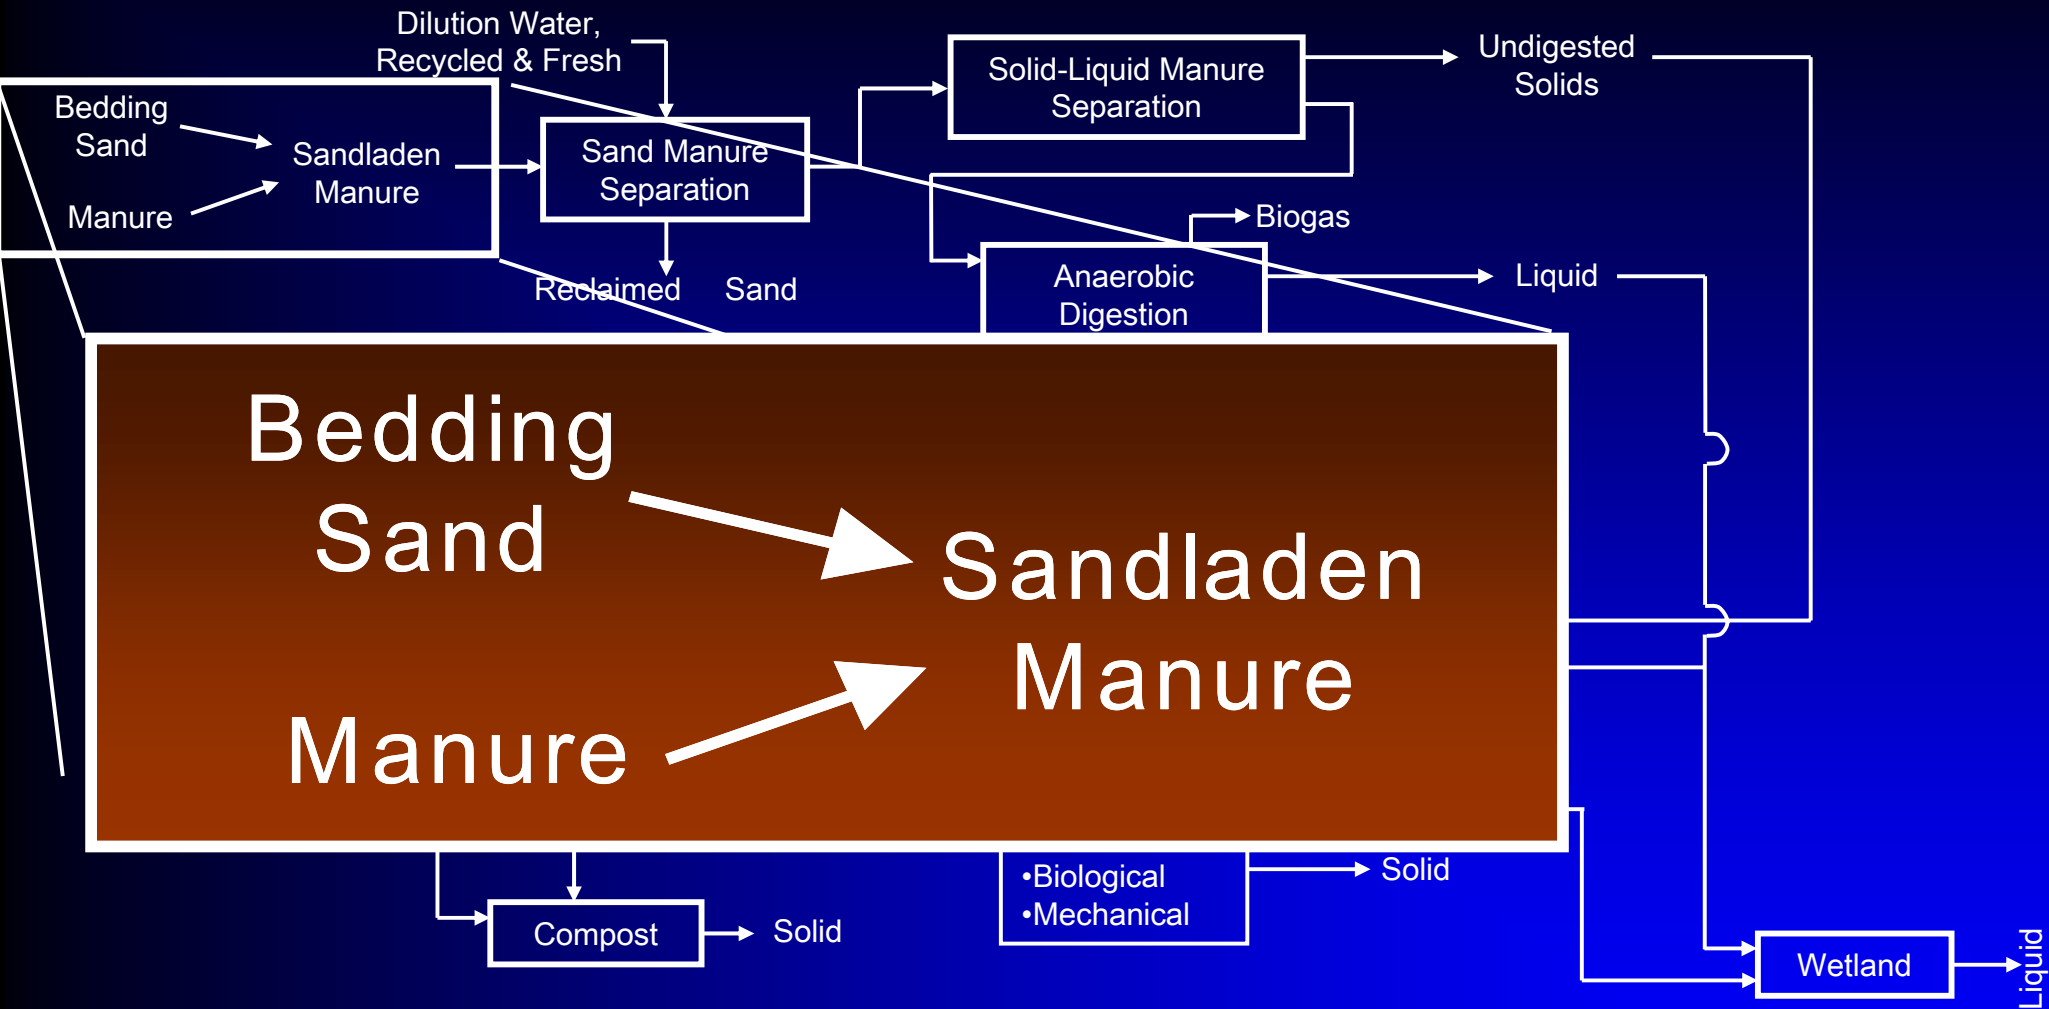 Dilution Water,
Recycled & Fresh
Bedding
Sand
Manure
Sandladen
Manure
Sand Manure
Separation
Reclaimed Sand
Solid-Liquid Manure
Separation
Undigested
Solids
Biogas
Anaerobic
Digestion
Liquid
Bedding
Sand
Manure
Sandladen
Manure
Compost
Solid
•Biological
•Mechanical
Solid
Wetland
Liquid